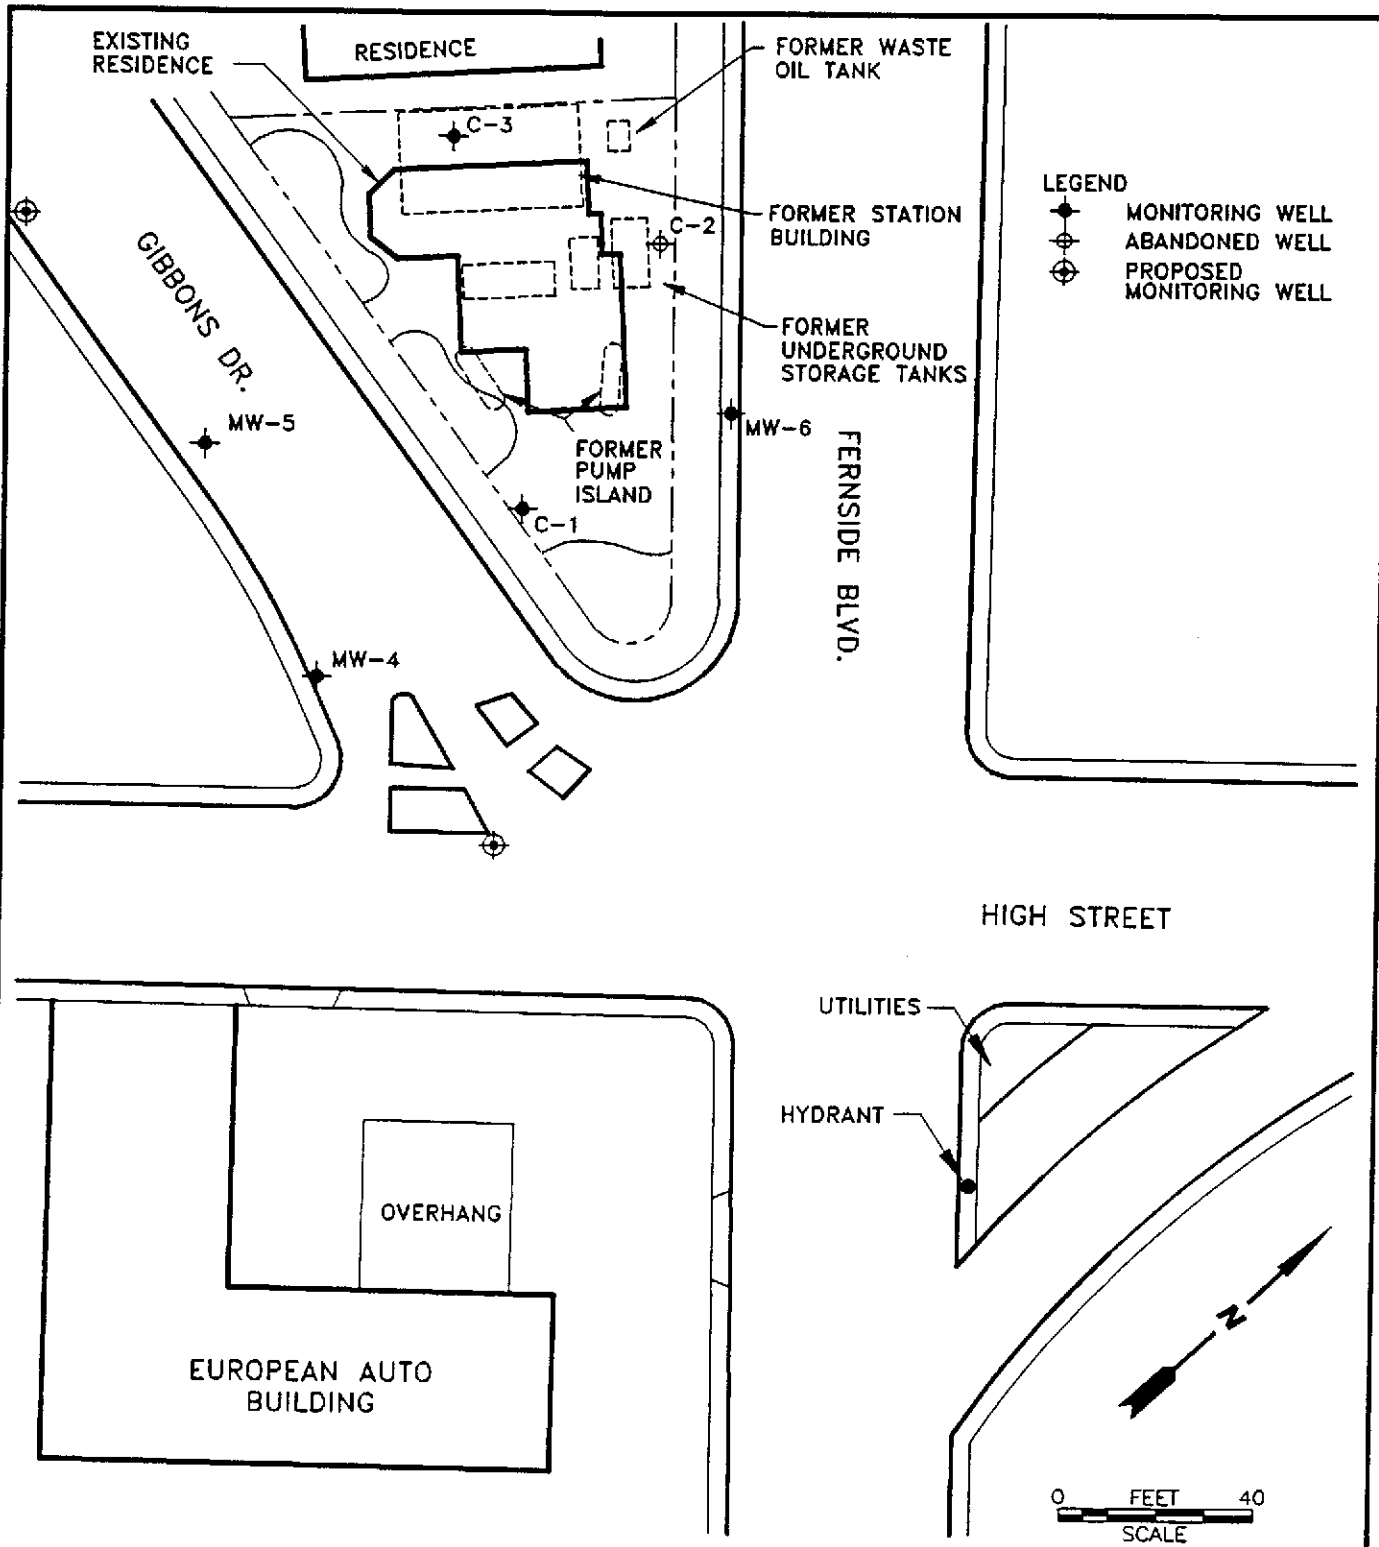 EXISTING
RESIDENCE
RESIDENCE
FORMER WASTE
OIL TANK
C-3
LEGEND
MONITORING WELL
ABANDONED WELL
PROPOSED
MONITORING WELL
FORMER STATION
BUILDING
C-2
GIBBONS DR.
FORMER
UNDERGROUND
STORAGE TANKS
MW-5
MW-6
FORMER
PUMP
ISLAND
C-1
FERNSIDE BLVD.
MW-4
HIGH STREET
UTILITIES
HYDRANT
OVERHANG
N
EUROPEAN AUTO
BUILDING
0 FEET 40
SCALE